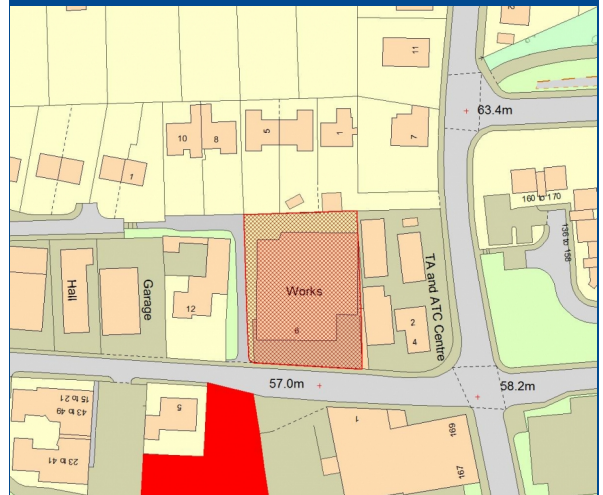 2
11
63.4m
10
8
5
1
7
1
160 to 170
136 to 158
Hall
Garage
12
Works
6
TA and ATC Centre
2
4
57.0m
58.2m
15 to 21
43 to 49
23 to 41
5
1
169
167